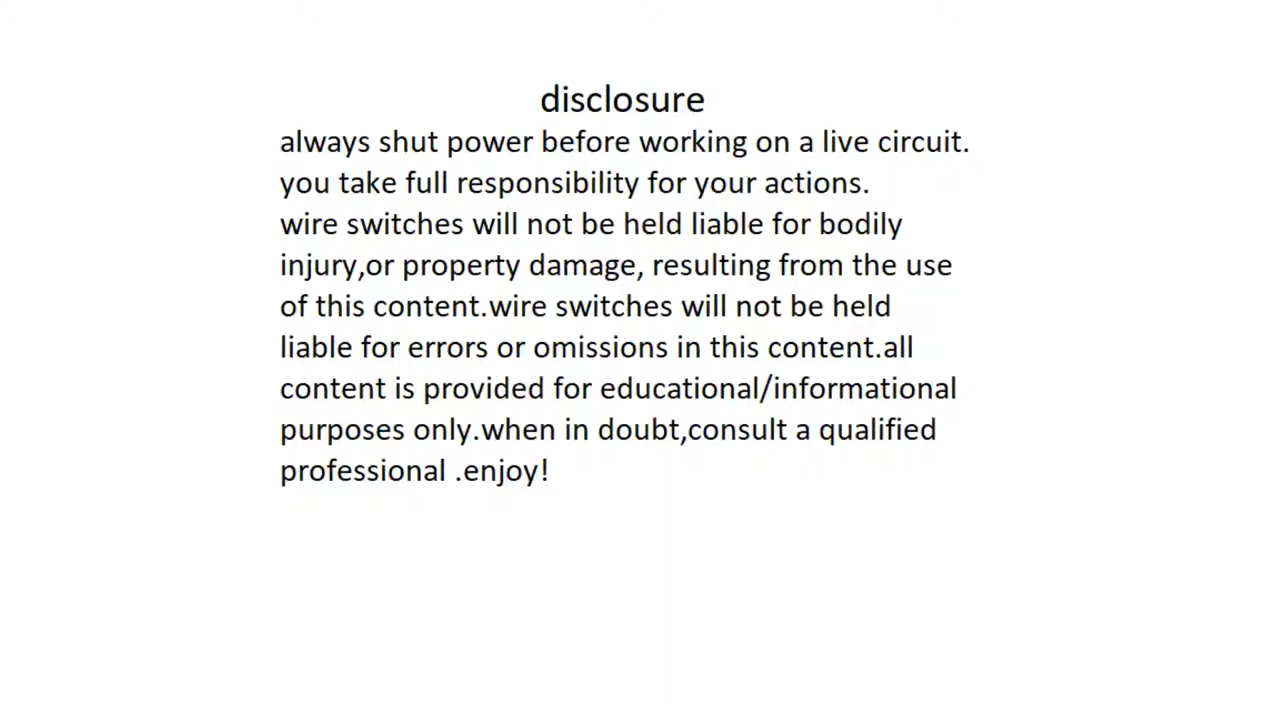 disclosure
always shut power before working on a live circuit.
you take full responsibility for your actions.
wire switches will not be held liable for bodily
injury,or property damage, resulting from the use
of this content.wire switches will not be held
liable for errors or omissions in this content.all
content is provided for educational/informational
purposes only.when in doubt,consult a qualified
professional .enjoy!